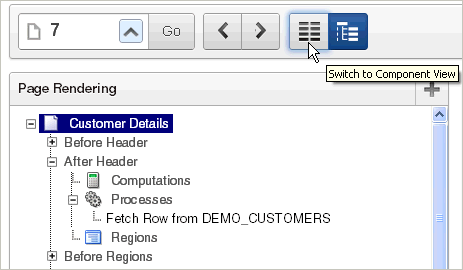 7 Go
Switch to Component View
Page Rendering
Customer Details
Before Header
After Header
Computations
Processes
Fetch Row from DEMO_CUSTOMERS
Regions
Before Regions